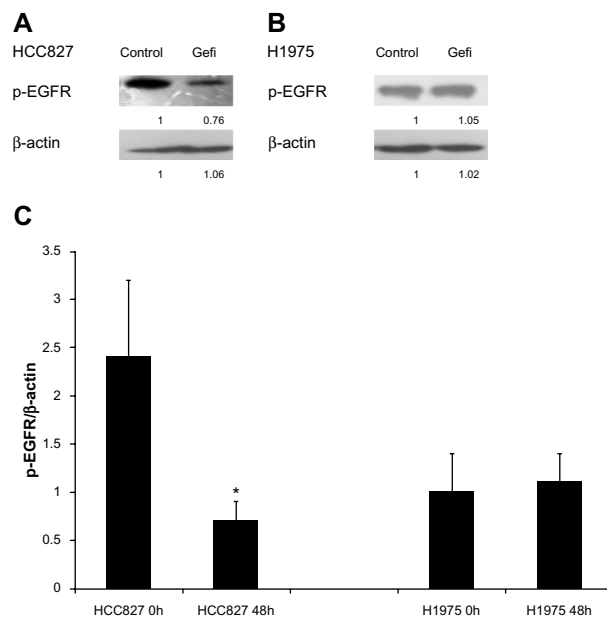 A
HCC827 Control Gefi
p-EGFR
1 0.76
β-actin
1 1.06
B
H1975 Control Gefi
p-EGFR
1 1.05
β-actin
1 1.02
C
3.5
3
2.5
2
1.5
1
0.5
0
p-EGFR/β-actin
*
HCC827 0h HCC827 48h H1975 0h H1975 48h